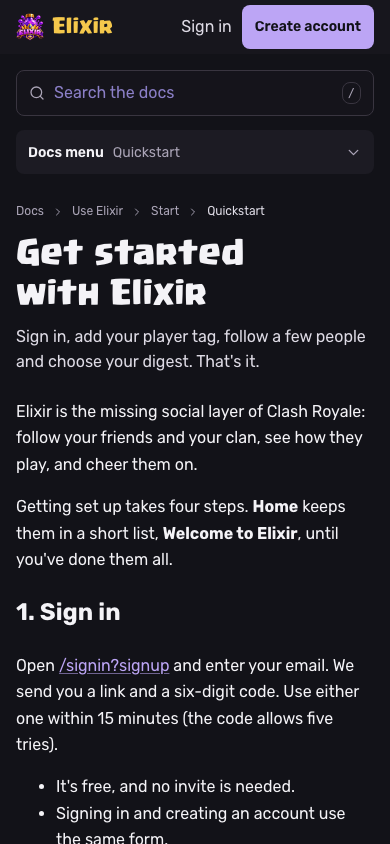 Elixir
Sign in
Create account
Search the docs
/
Docs menu Quickstart
Docs > Use Elixir > Start > Quickstart
Get started
with Elixir
Sign in, add your player tag, follow a few people
and choose your digest. That's it.
Elixir is the missing social layer of Clash Royale:
follow your friends and your clan, see how they
play, and cheer them on.
Getting set up takes four steps. Home keeps
them in a short list, Welcome to Elixir, until
you've done them all.
1. Sign in
Open /signin?signup and enter your email. We
send you a link and a six-digit code. Use either
one within 15 minutes (the code allows five
tries).
• It's free, and no invite is needed.
• Signing in and creating an account use
the same form.